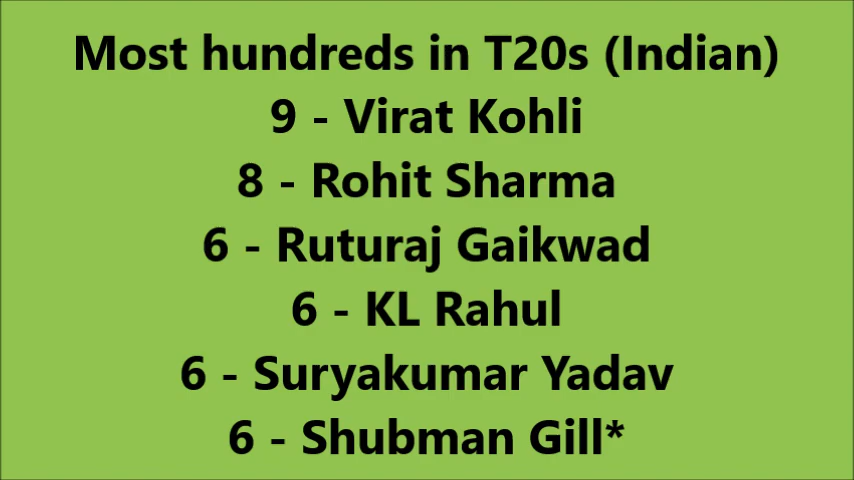 Most hundreds in T20s (Indian)
9 - Virat Kohli
8 - Rohit Sharma
6 - Ruturaj Gaikwad
6 - KL Rahul
6 - Suryakumar Yadav
6 - Shubman Gill*